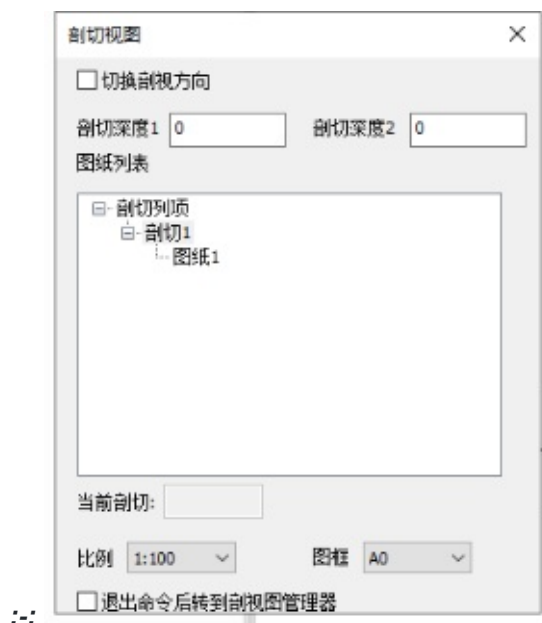 剖切视图
切换剖视方向
剖切深度1 0 剖切深度2 0
图纸列表
剖切列项
剖切1
图纸1
当前剖切:
比例 1:100 图框 A0
退出命令后转到剖视图管理器